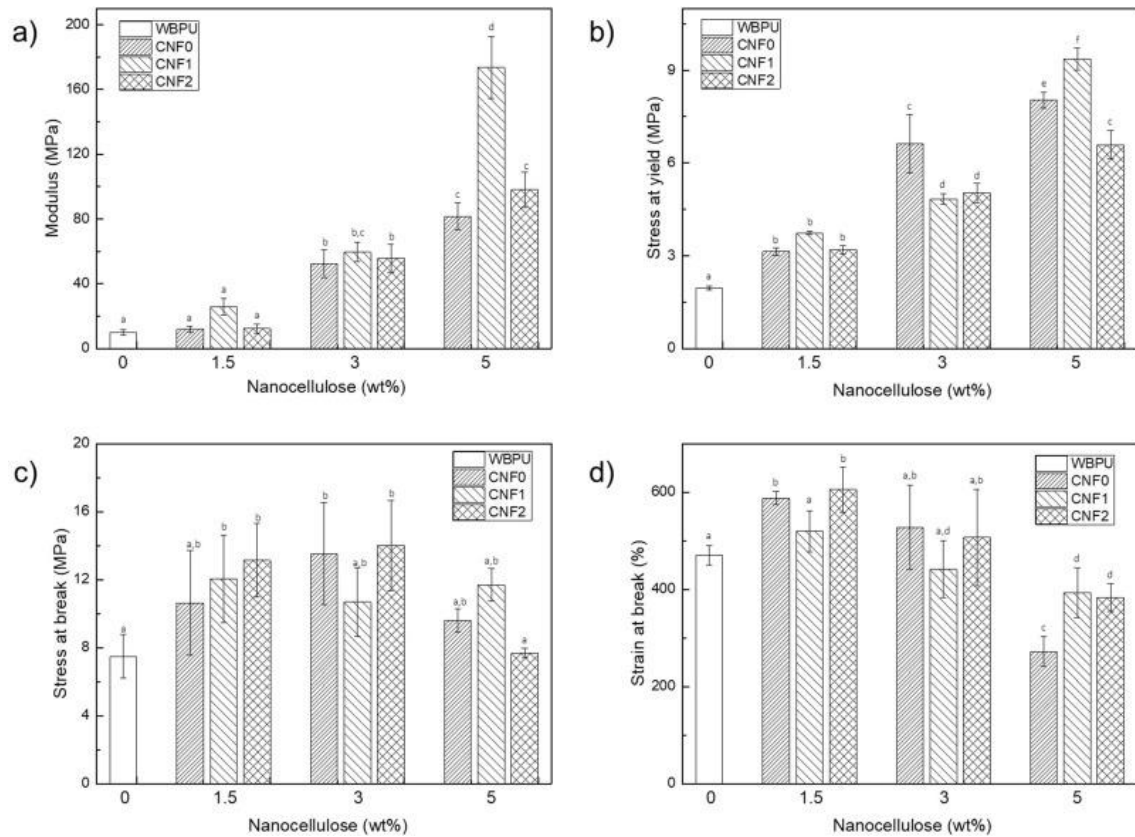 a)
WBPU
CNF0
CNF1
CNF2
200
160
120
80
40
0
Modulus (MPa)
a
a
a
a
b
b,c
b
c
d
c
0
1.5
3
5
Nanocellulose (wt%)
b)
WBPU
CNF0
CNF1
CNF2
9
6
3
0
Stress at yield (MPa)
a
b
b
b
c
d
d
e
f
c
0
1.5
3
5
Nanocellulose (wt%)
c)
WBPU
CNF0
CNF1
CNF2
20
16
12
8
4
0
Stress at break (MPa)
a
a,b
b
b
b
a,b
b
a,b
a,b
a
0
1.5
3
5
Nanocellulose (wt%)
d)
WBPU
CNF0
CNF1
CNF2
600
400
200
0
Strain at break (%)
a
b
a
b
a,b
a,d
a,b
c
d
d
0
1.5
3
5
Nanocellulose (wt%)